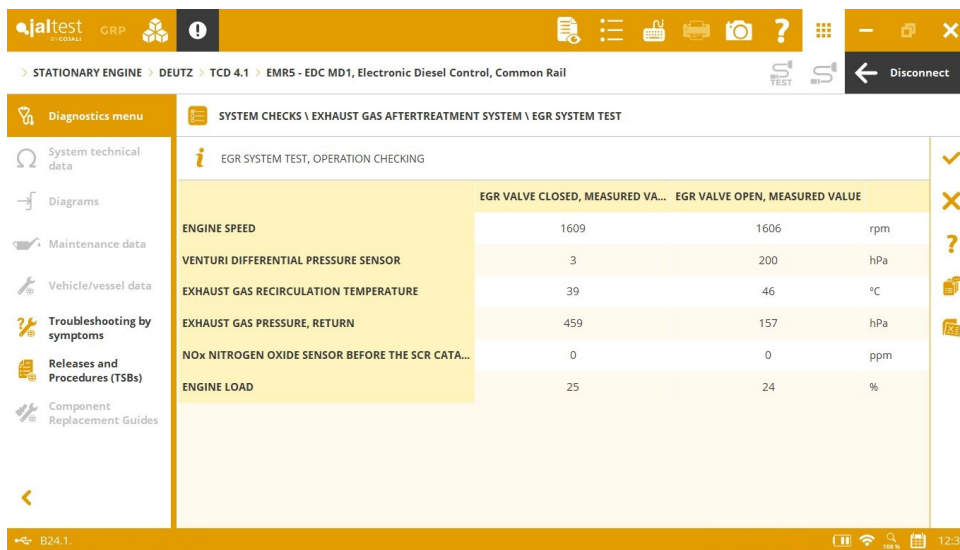 jaltest GRP
BY COJALI
> STATIONARY ENGINE > DEUTZ > TCD 4.1 > EMR5 - EDC MD1, Electronic Diesel Control, Common Rail
TEST
Disconnect
Diagnostics menu
SYSTEM CHECKS \ EXHAUST GAS AFTERTREATMENT SYSTEM \ EGR SYSTEM TEST
System technical
data
Diagrams
Maintenance data
Vehicle/vessel data
Troubleshooting by
symptoms
Releases and
Procedures (TSBs)
Component
Replacement Guides
EGR SYSTEM TEST, OPERATION CHECKING
EGR VALVE CLOSED, MEASURED VA... EGR VALVE OPEN, MEASURED VALUE
ENGINE SPEED 1609 1606 rpm
VENTURI DIFFERENTIAL PRESSURE SENSOR 3 200 hPa
EXHAUST GAS RECIRCULATION TEMPERATURE 39 46 °C
EXHAUST GAS PRESSURE, RETURN 459 157 hPa
NOx NITROGEN OXIDE SENSOR BEFORE THE SCR CATA... 0 0 ppm
ENGINE LOAD 25 24 %
B24.1. 100 % 12:3